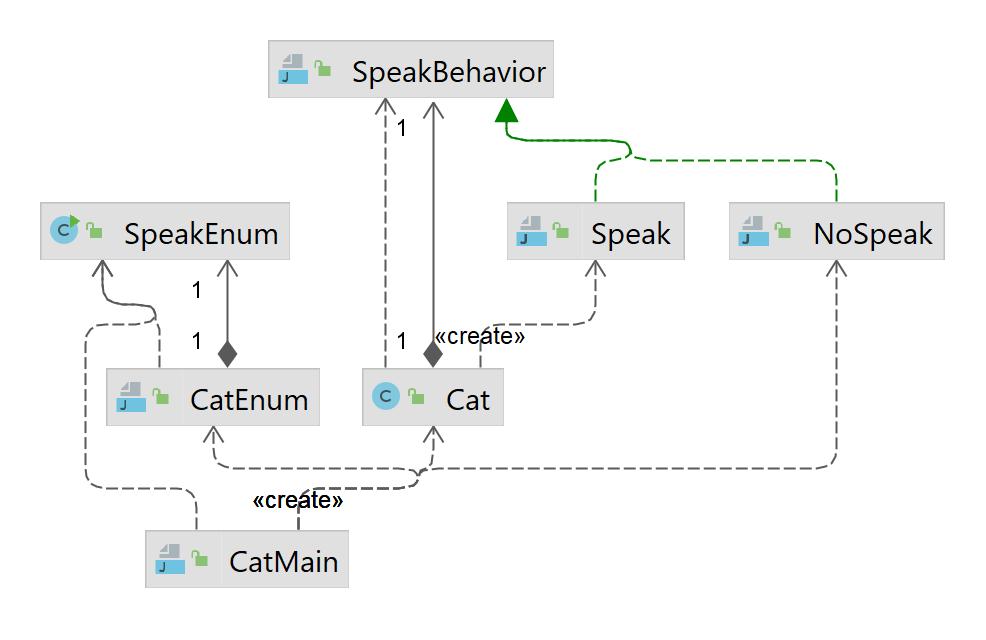 SpeakBehavior
1
SpeakEnum
Speak
NoSpeak
1
1
1
«create»
CatEnum
Cat
«create»
CatMain